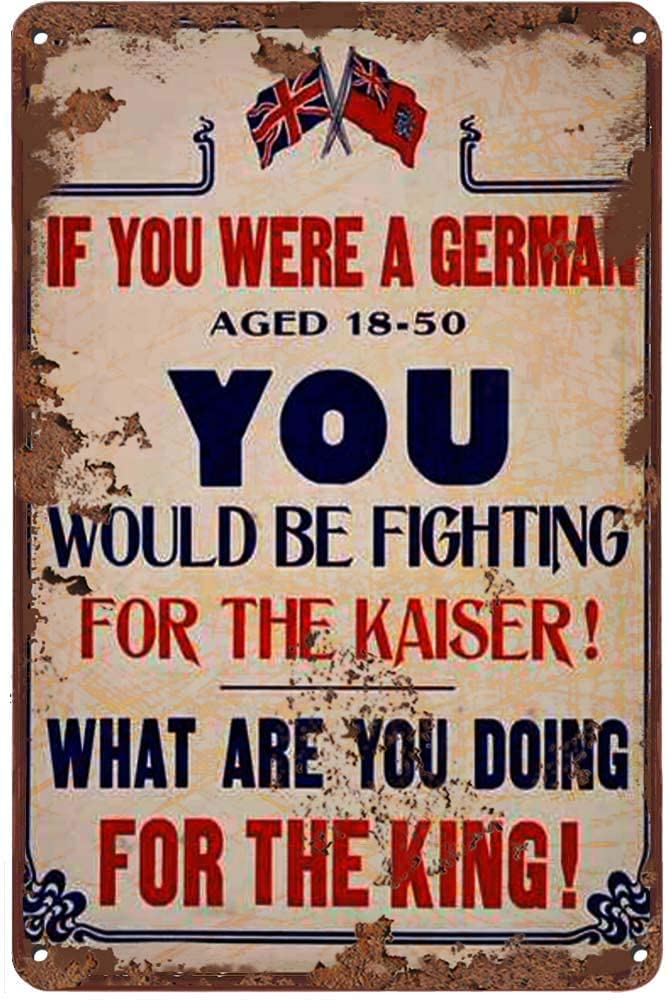 IF YOU WERE A GERMAN
AGED 18-50
YOU
WOULD BE FIGHTING
FOR THE KAISER!
WHAT ARE YOU DOING
FOR THE KING!